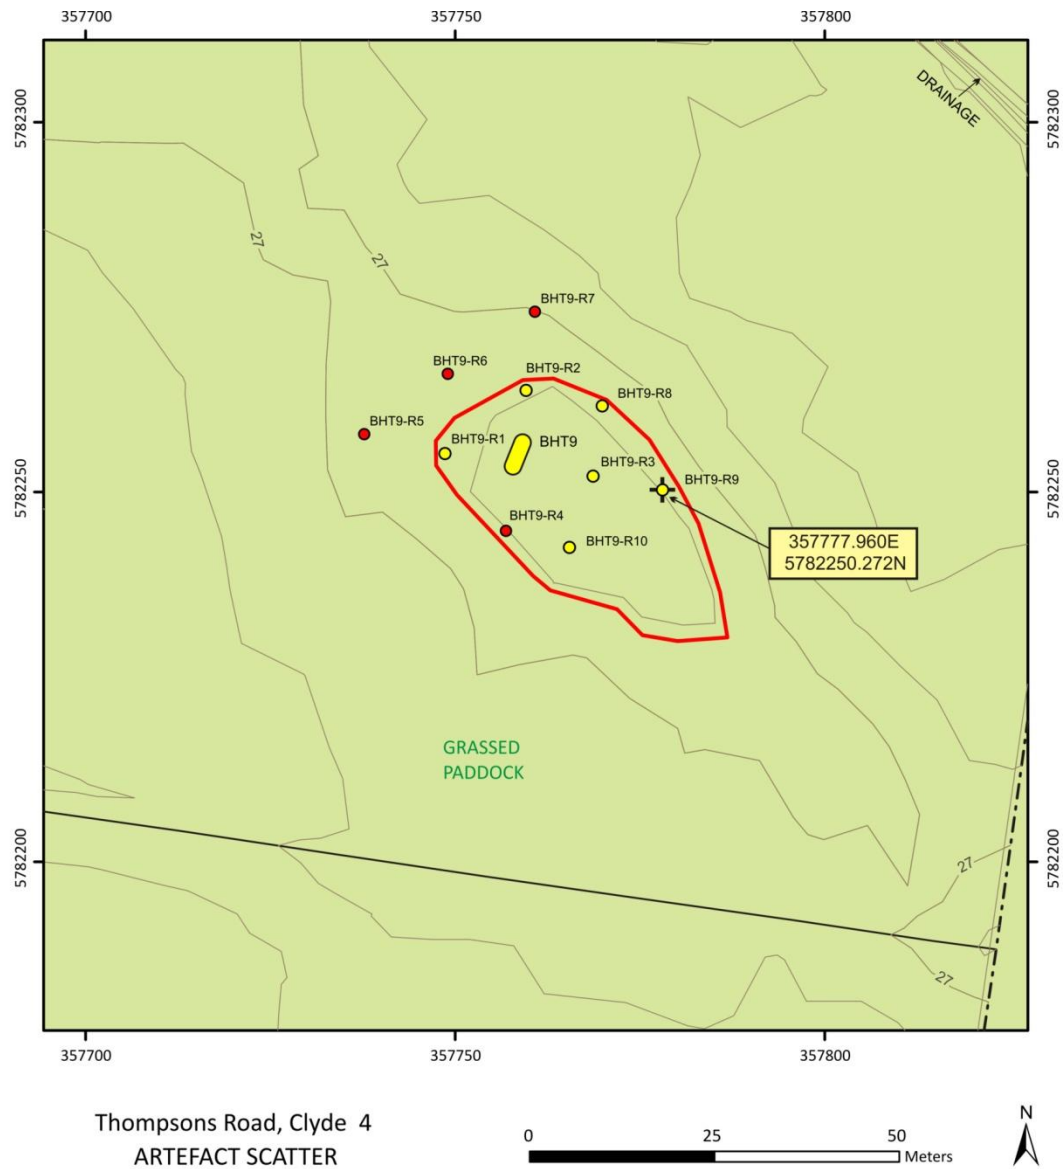 357700
357750
357800
5782300
5782300
DRAINAGE
27
27
BHT9-R7
BHT9-R6
BHT9-R2
BHT9-R8
BHT9-R5
BHT9-R1
BHT9
BHT9-R3
BHT9-R9
5782250
5782250
BHT9-R4
BHT9-R10
357777.960E
5782250.272N
GRASSED
PADDOCK
5782200
5782200
27
27
357700
357750
357800
Thompsons Road, Clyde 4
ARTEFACT SCATTER
0
25
50
Meters
N